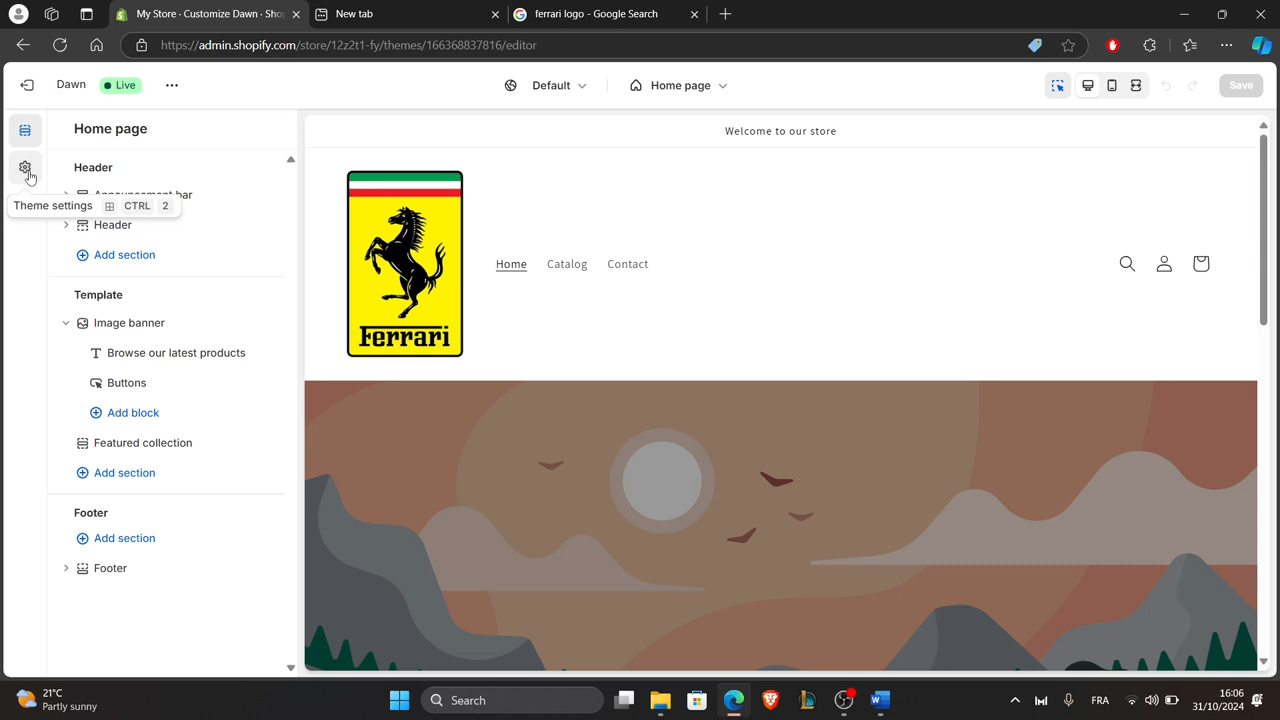 My Store - Customize Dawn · Sho
New tab
ferrari logo - Google Search
https://admin.shopify.com/store/12z2t1-fy/themes/166368837816/editor
Dawn
Live
Default
Home page
Save
Home page
Header
Announcement bar
Theme settings CTRL 2
Header
Add section
Template
Image banner
Browse our latest products
Buttons
Add block
Featured collection
Add section
Footer
Add section
Footer
Welcome to our store
Ferrari
Home
Catalog
Contact
21°C
Partly sunny
Search
FRA
16:06
31/10/2024